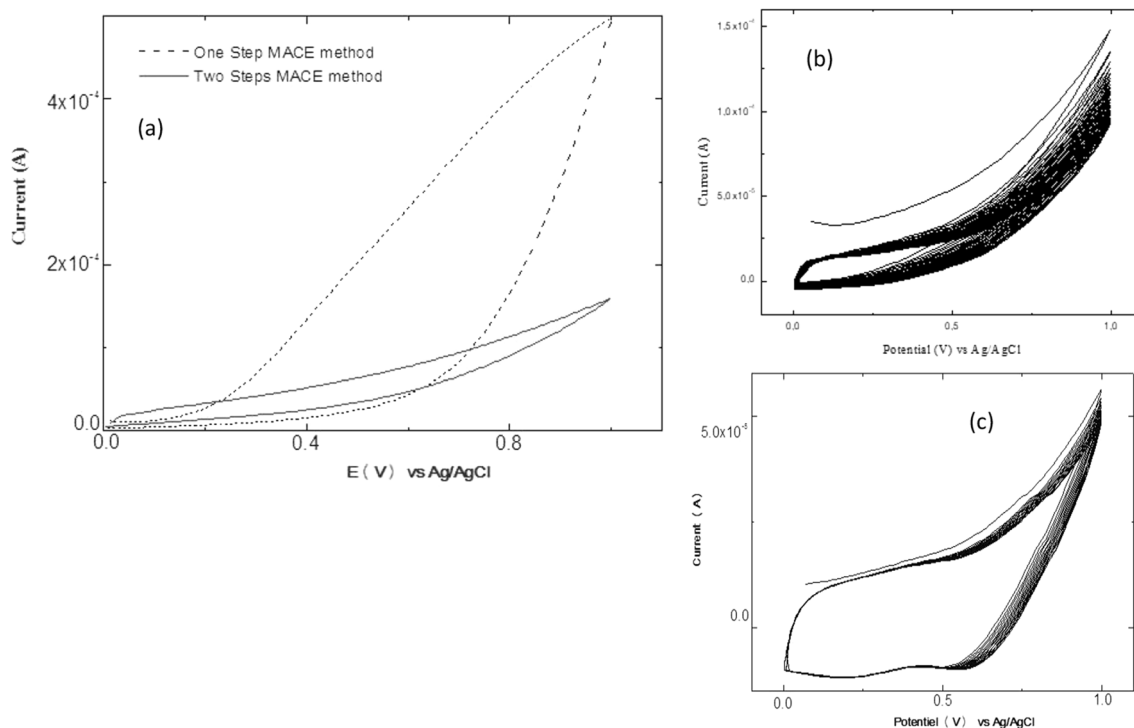 One Step MACE method
Two Steps MACE method
(a)
4x10⁻⁴
2x10⁻⁴
0.0
Current (A)
0.0 0.4 0.8
E ( V ) vs Ag/AgCl
(b)
1,5x10⁻⁴
5,0x10⁻⁵
0,0
Current (A)
0,0 0,5 1,0
Potential (V) vs Ag/AgCl
(c)
5.0x10⁻⁵
0.0
Current ( A )
0.0 0.5 1.0
Potentiel ( V ) vs Ag/AgCl